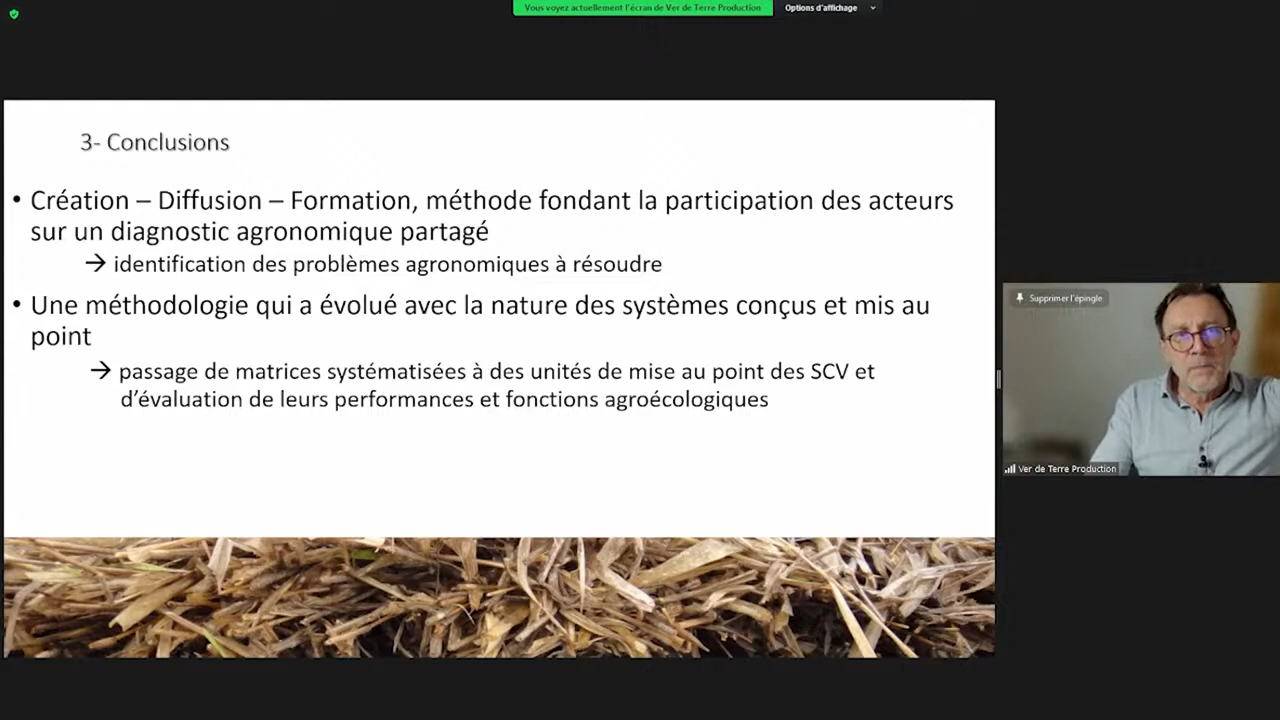 Vous voyez actuellement l'écran de Ver de Terre Production
Options d'affichage
3- Conclusions
• Création – Diffusion – Formation, méthode fondant la participation des acteurs
sur un diagnostic agronomique partagé
→ identification des problèmes agronomiques à résoudre
• Une méthodologie qui a évolué avec la nature des systèmes conçus et mis au
point
→ passage de matrices systématisées à des unités de mise au point des SCV et
d'évaluation de leurs performances et fonctions agroécologiques
Supprimer l'épingle
Ver de Terre Production